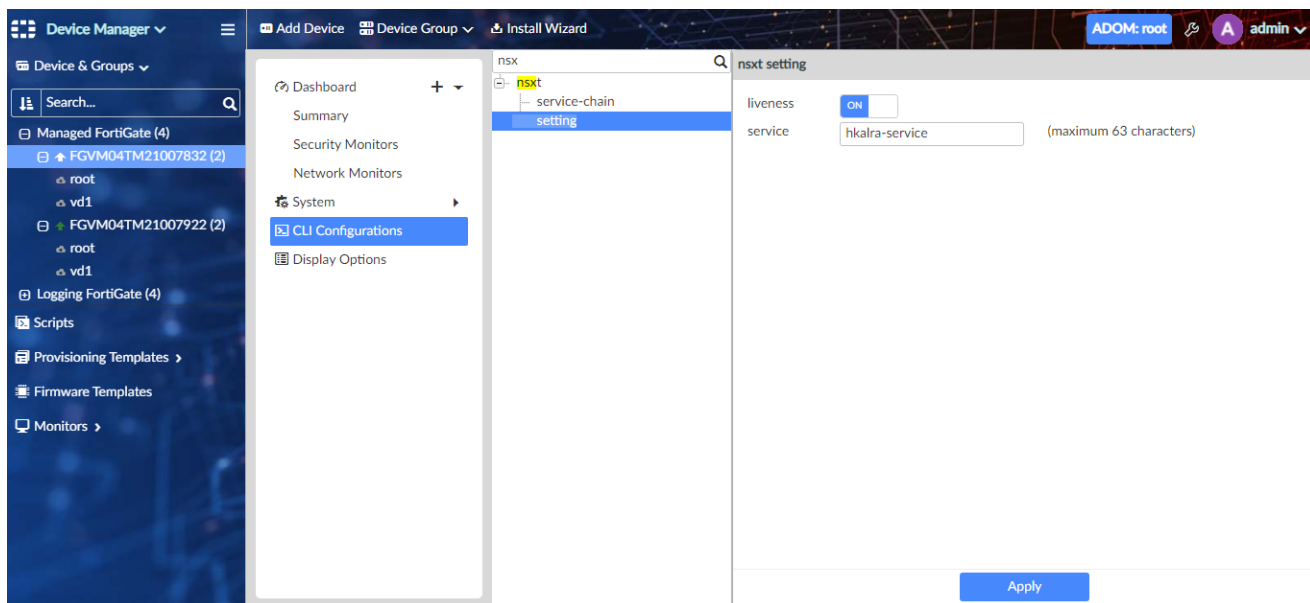 Device Manager
Add Device Device Group Install Wizard
ADOM: root A admin
Device & Groups
Search...
Managed FortiGate (4)
FGVM04TM21007832 (2)
root
vd1
FGVM04TM21007922 (2)
root
vd1
Logging FortiGate (4)
Scripts
Provisioning Templates
Firmware Templates
Monitors
Dashboard
Summary
Security Monitors
Network Monitors
System
CLI Configurations
Display Options
nsx
nsxt
service-chain
setting
nsxt setting
liveness ON
service hkalra-service (maximum 63 characters)
Apply